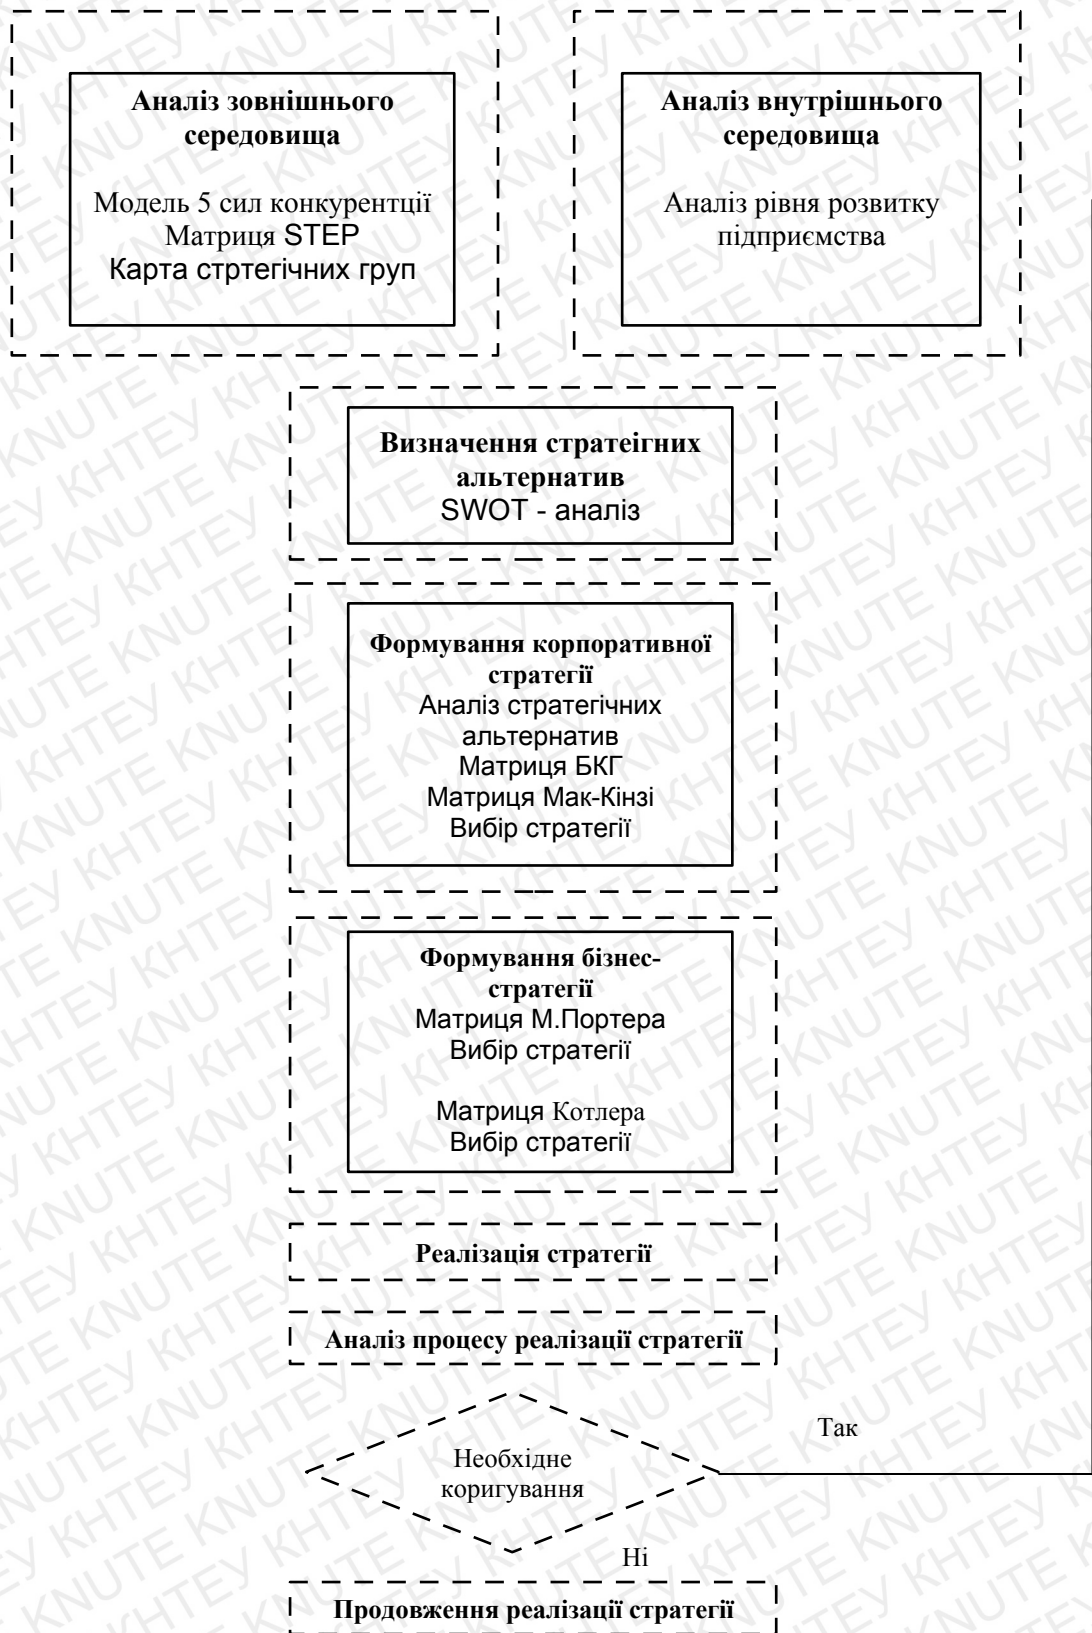 Аналіз зовнішнього
середовища
Модель 5 сил конкурентції
Матриця STEP
Карта стртегічних груп
Аналіз внутрішнього
середовища
Аналіз рівня розвитку
підприємства
Визначення стратеігних
альтернатив
SWOT - аналіз
Формування корпоративної
стратегії
Аналіз стратегічних
альтернатив
Матриця БКГ
Матриця Мак-Кінзі
Вибір стратегії
Формування бізнес-
стратегії
Матриця М.Портера
Вибір стратегії
Матриця Котлера
Вибір стратегії
Реалізація стратегії
Аналіз процесу реалізації стратегії
Необхідне
коригування
Так
Ні
Продовження реалізації стратегії